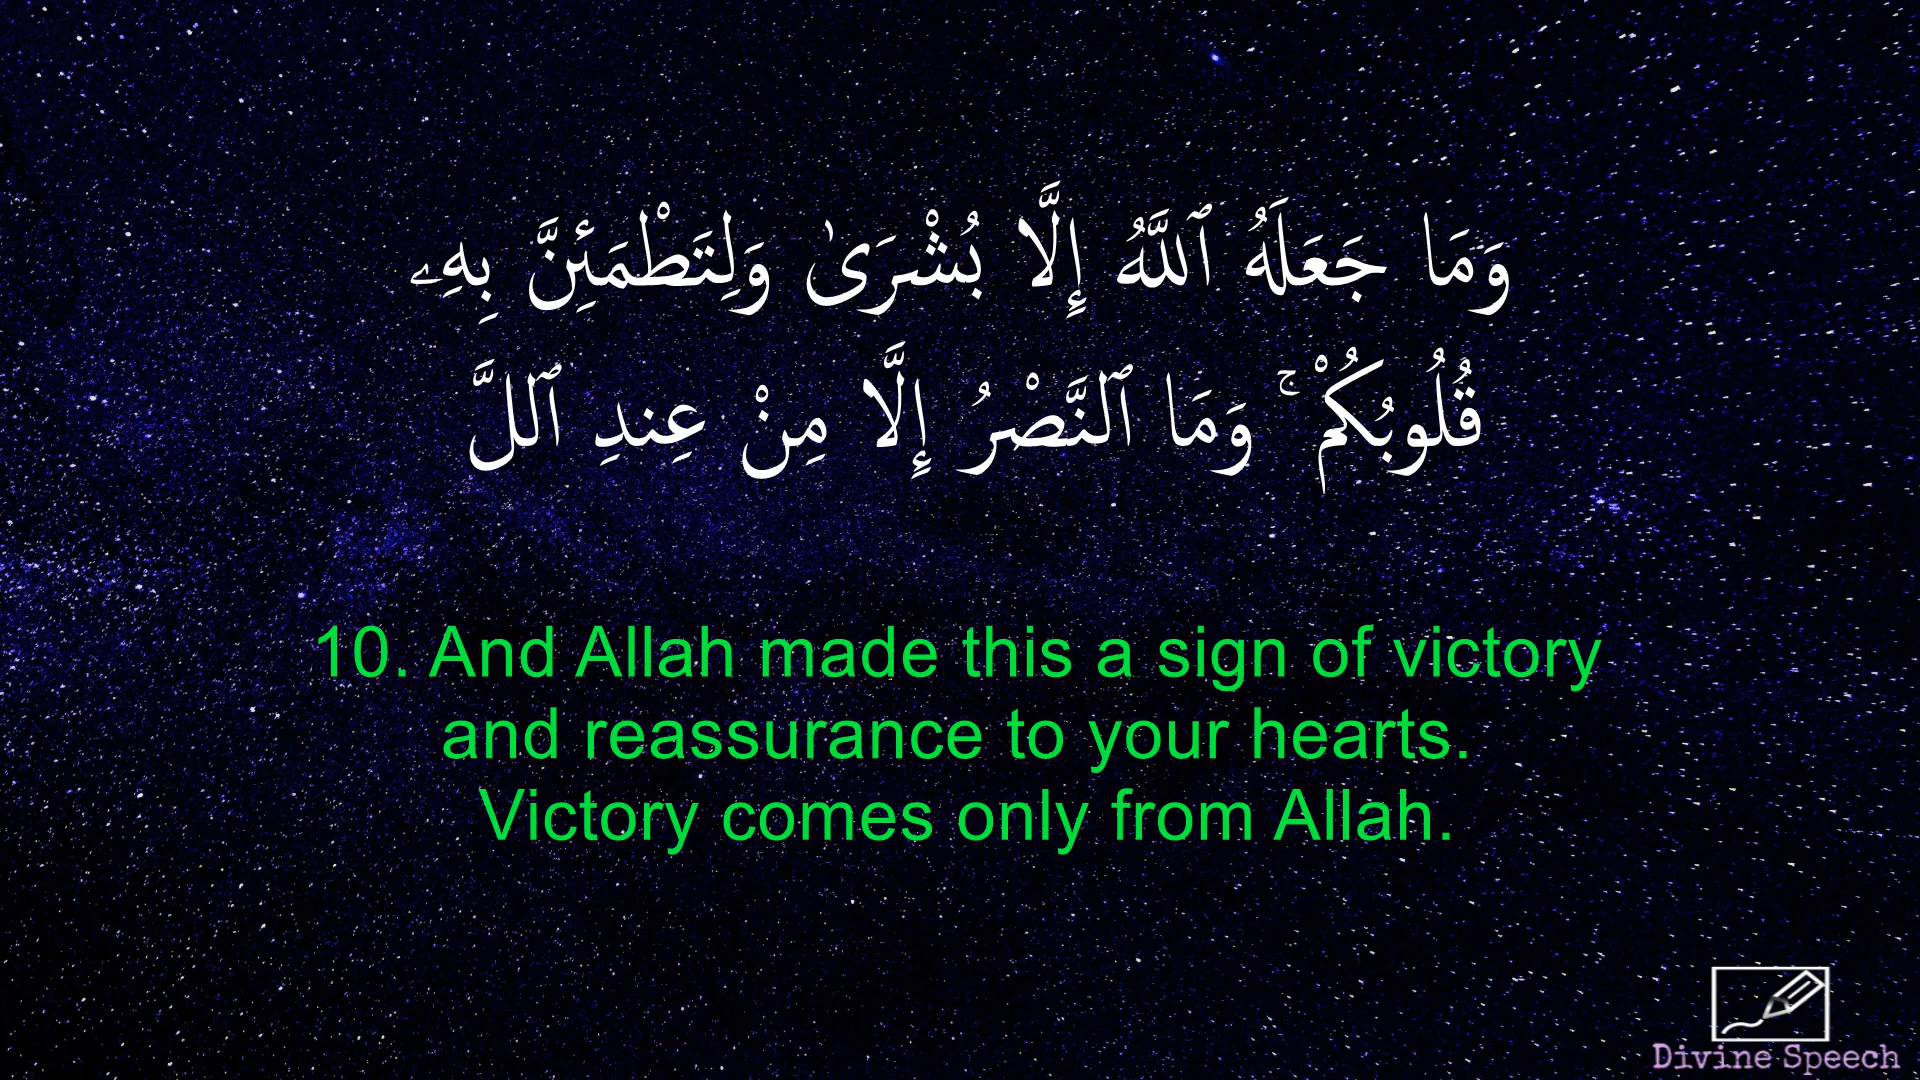 وَمَا جَعَلَهُ ٱللَّهُ إِلَّا بُشْرَىٰ وَلِتَطْمَئِنَّ بِهِۦ
قُلُوبُكُمْ ۚ وَمَا ٱلنَّصْرُ إِلَّا مِنْ عِندِ ٱللَّ
10. And Allah made this a sign of victory
and reassurance to your hearts.
Victory comes only from Allah.
Divine Speech